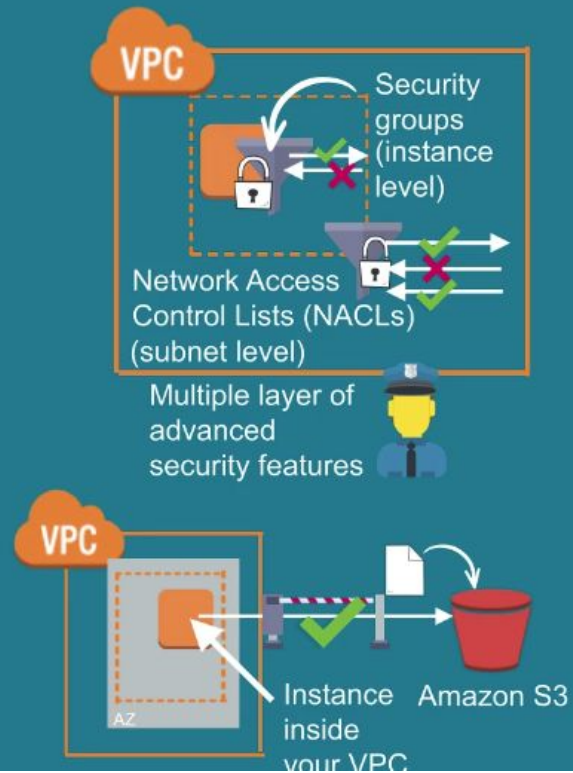 VPC
Security
groups
(instance
level)
Network Access
Control Lists (NACLs)
(subnet level)
Multiple layer of
advanced
security features
VPC
AZ
Instance
inside
your VPC
Amazon S3